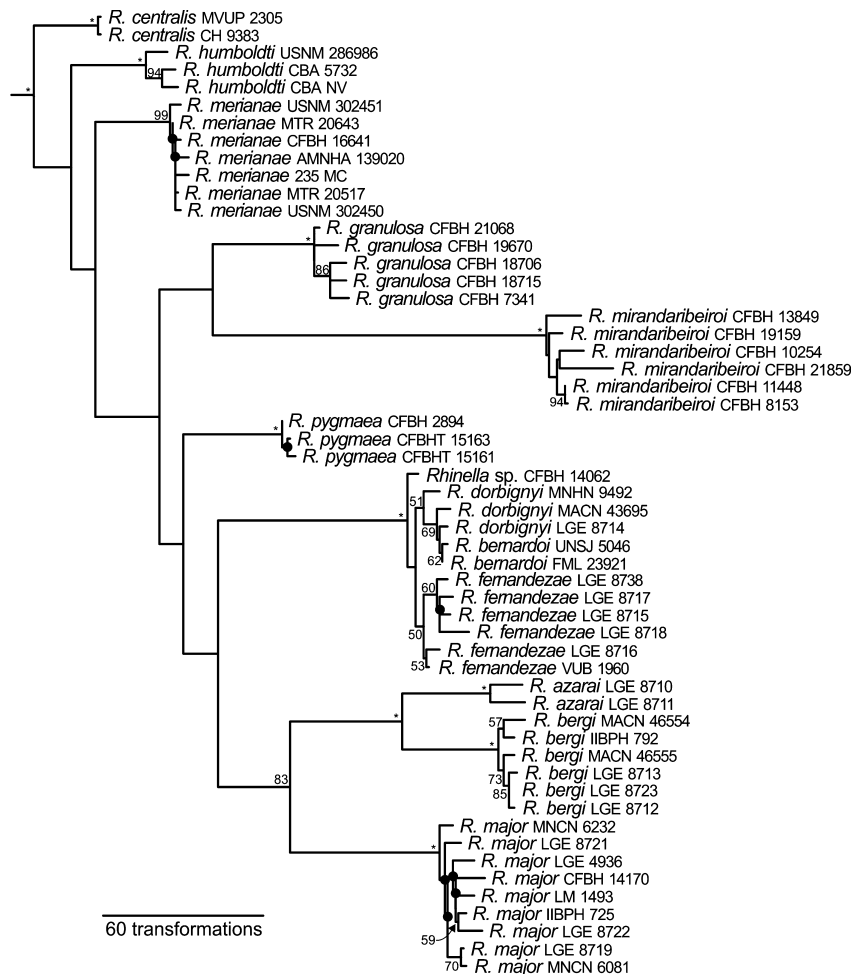 R. centralis MVUP 2305
*
R. centralis CH 9383
R. humboldti USNM 286986
*
R. humboldti CBA 5732
94
R. humboldti CBA NV
*
R. merianae USNM 302451
99
R. merianae MTR 20643
R. merianae CFBH 16641
R. merianae AMNHA 139020
R. merianae 235 MC
R. merianae MTR 20517
R. merianae USNM 302450
R. granulosa CFBH 21068
*
R. granulosa CFBH 19670
R. granulosa CFBH 18706
86
R. granulosa CFBH 18715
R. granulosa CFBH 7341
R. mirandaribeiroi CFBH 13849
*
R. mirandaribeiroi CFBH 19159
R. mirandaribeiroi CFBH 10254
R. mirandaribeiroi CFBH 21859
R. mirandaribeiroi CFBH 11448
94
R. mirandaribeiroi CFBH 8153
R. pygmaea CFBH 2894
*
R. pygmaea CFBHT 15163
R. pygmaea CFBHT 15161
Rhinella sp. CFBH 14062
R. dorbignyi MNHN 9492
51
R. dorbignyi MACN 43695
*
R. dorbignyi LGE 8714
69
R. bernardoi UNSJ 5046
62
R. bernardoi FML 23921
R. fernandezae LGE 8738
60
R. fernandezae LGE 8717
R. fernandezae LGE 8715
R. fernandezae LGE 8718
50
R. fernandezae LGE 8716
53
R. fernandezae VUB 1960
R. azarai LGE 8710
*
R. azarai LGE 8711
*
R. bergi MACN 46554
57
R. bergi IIBPH 792
*
R. bergi MACN 46555
R. bergi LGE 8713
73
83
R. bergi LGE 8723
85
R. bergi LGE 8712
R. major MNCN 6232
R. major LGE 8721
*
R. major LGE 4936
R. major CFBH 14170
R. major LM 1493
R. major IIBPH 725
R. major LGE 8722
59
R. major LGE 8719
70
R. major MNCN 6081
60 transformations